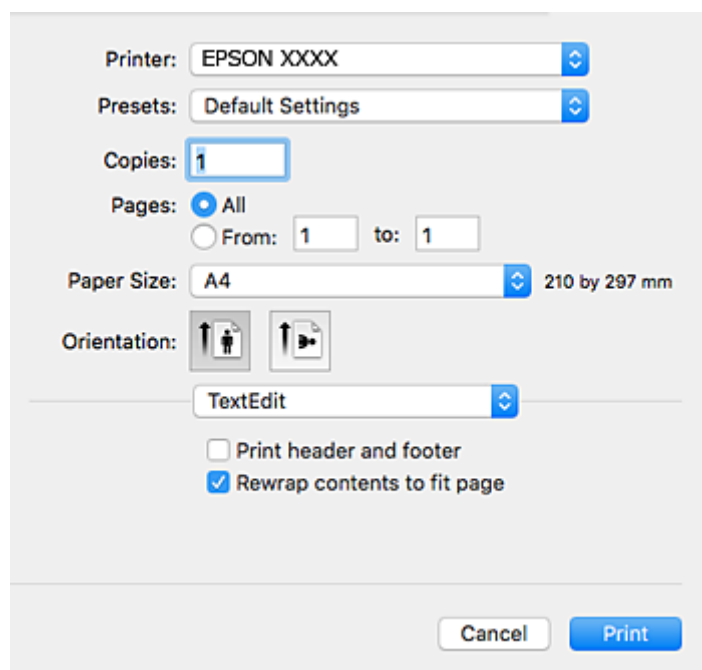 Printer: EPSON XXXX
Presets: Default Settings
Copies: 1
Pages: All
From: 1 to: 1
Paper Size: A4 210 by 297 mm
Orientation:
TextEdit
Print header and footer
Rewrap contents to fit page
Cancel Print